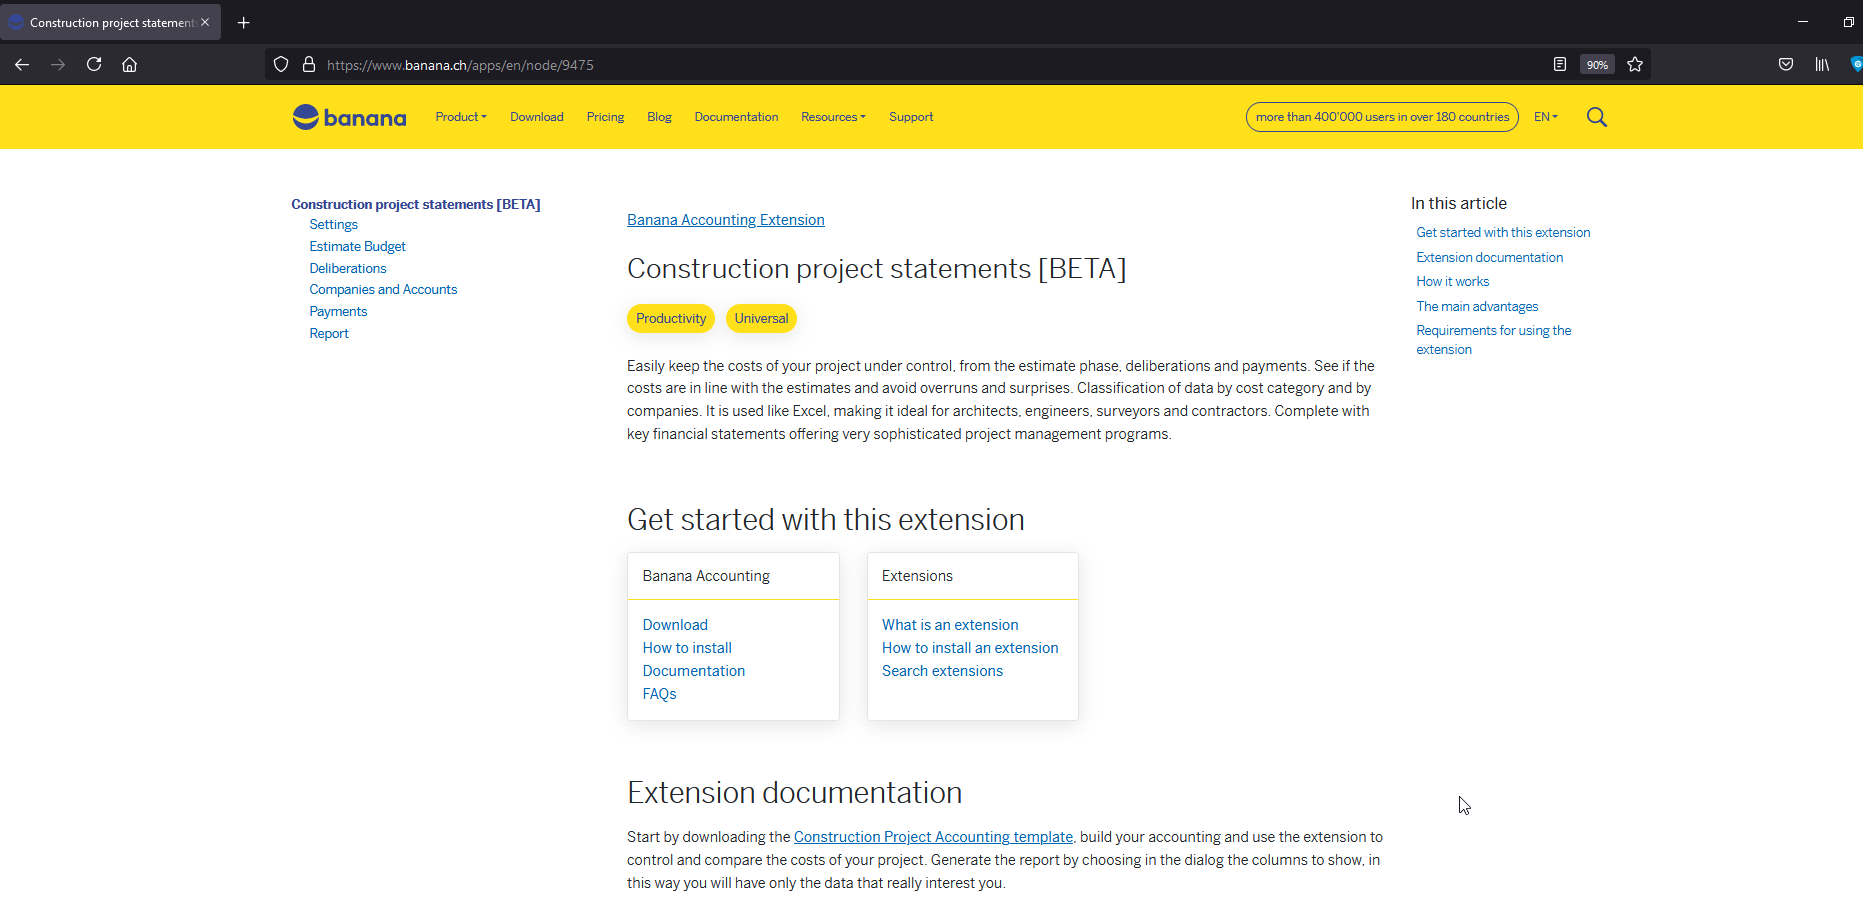 Construction project statement
https://www.banana.ch/apps/en/node/9475
90%
banana
Product
Download
Pricing
Blog
Documentation
Resources
Support
more than 400'000 users in over 180 countries
EN
Construction project statements [BETA]
Settings
Estimate Budget
Deliberations
Companies and Accounts
Payments
Report
Banana Accounting Extension
Construction project statements [BETA]
Productivity
Universal
Easily keep the costs of your project under control, from the estimate phase, deliberations and payments. See if the
costs are in line with the estimates and avoid overruns and surprises. Classification of data by cost category and by
companies. It is used like Excel, making it ideal for architects, engineers, surveyors and contractors. Complete with
key financial statements offering very sophisticated project management programs.
Get started with this extension
Banana Accounting
Download
How to install
Documentation
FAQs
Extensions
What is an extension
How to install an extension
Search extensions
Extension documentation
Start by downloading the Construction Project Accounting template, build your accounting and use the extension to
control and compare the costs of your project. Generate the report by choosing in the dialog the columns to show, in
this way you will have only the data that really interest you.
In this article
Get started with this extension
Extension documentation
How it works
The main advantages
Requirements for using the
extension